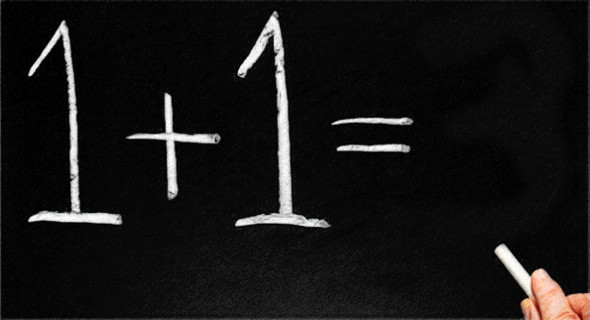 1 + 1 =